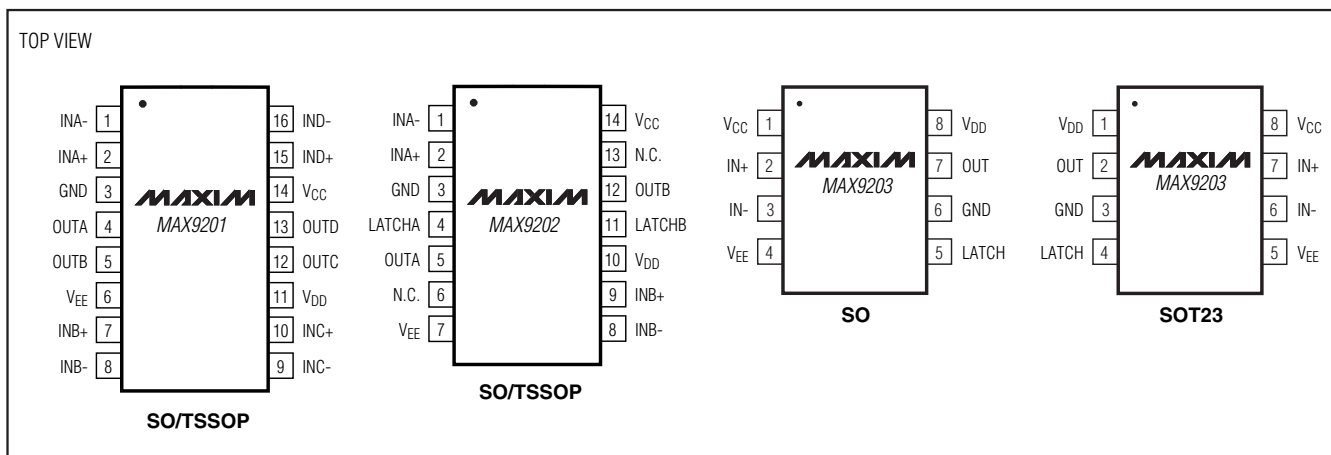 TOP VIEW
INA- 1
INA+ 2
GND 3
OUTA 4
OUTB 5
VEE 6
INB+ 7
INB- 8
16 IND-
15 IND+
14 VCC
13 OUTD
12 OUTC
11 VDD
10 INC+
9 INC-
MAXIM
MAX9201
SO/TSSOP
INA- 1
INA+ 2
GND 3
LATCHA 4
OUTA 5
N.C. 6
VEE 7
14 VCC
13 N.C.
12 OUTB
11 LATCHB
10 VDD
9 INB+
8 INB-
MAXIM
MAX9202
SO/TSSOP
VCC 1
IN+ 2
IN- 3
VEE 4
8 VDD
7 OUT
6 GND
5 LATCH
MAXIM
MAX9203
SO
VDD 1
OUT 2
GND 3
LATCH 4
8 VCC
7 IN+
6 IN-
5 VEE
MAXIM
MAX9203
SOT23